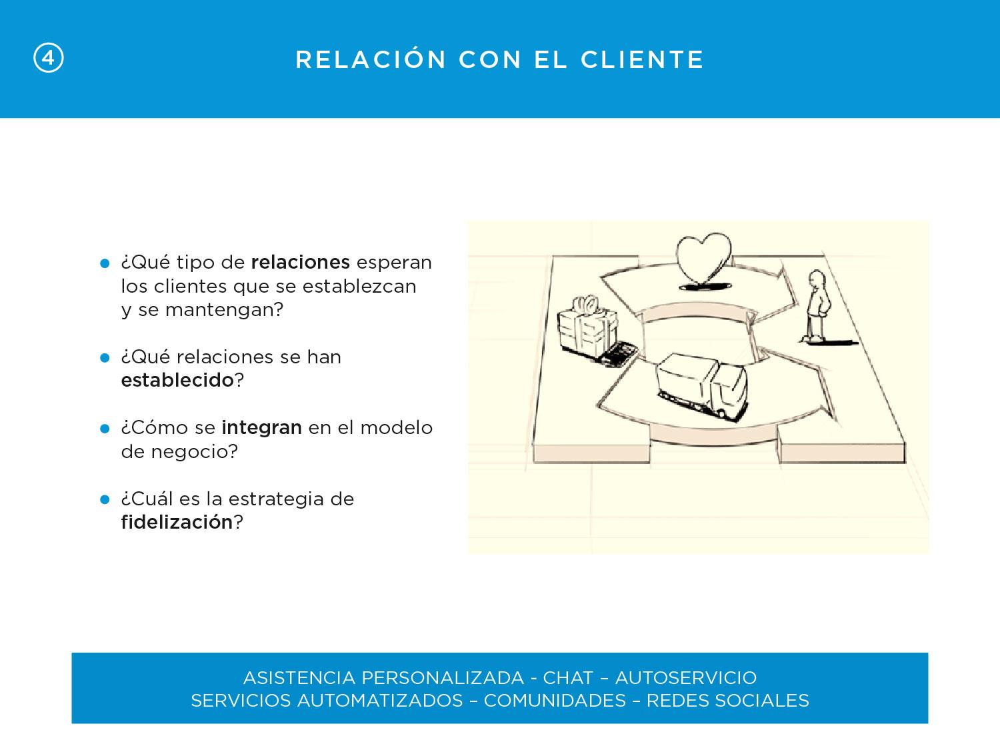 4
RELACIÓN CON EL CLIENTE
• ¿Qué tipo de relaciones esperan
los clientes que se establezcan
y se mantengan?
• ¿Qué relaciones se han
establecido?
• ¿Cómo se integran en el modelo
de negocio?
• ¿Cuál es la estrategia de
fidelización?
ASISTENCIA PERSONALIZADA - CHAT – AUTOSERVICIO
SERVICIOS AUTOMATIZADOS – COMUNIDADES – REDES SOCIALES